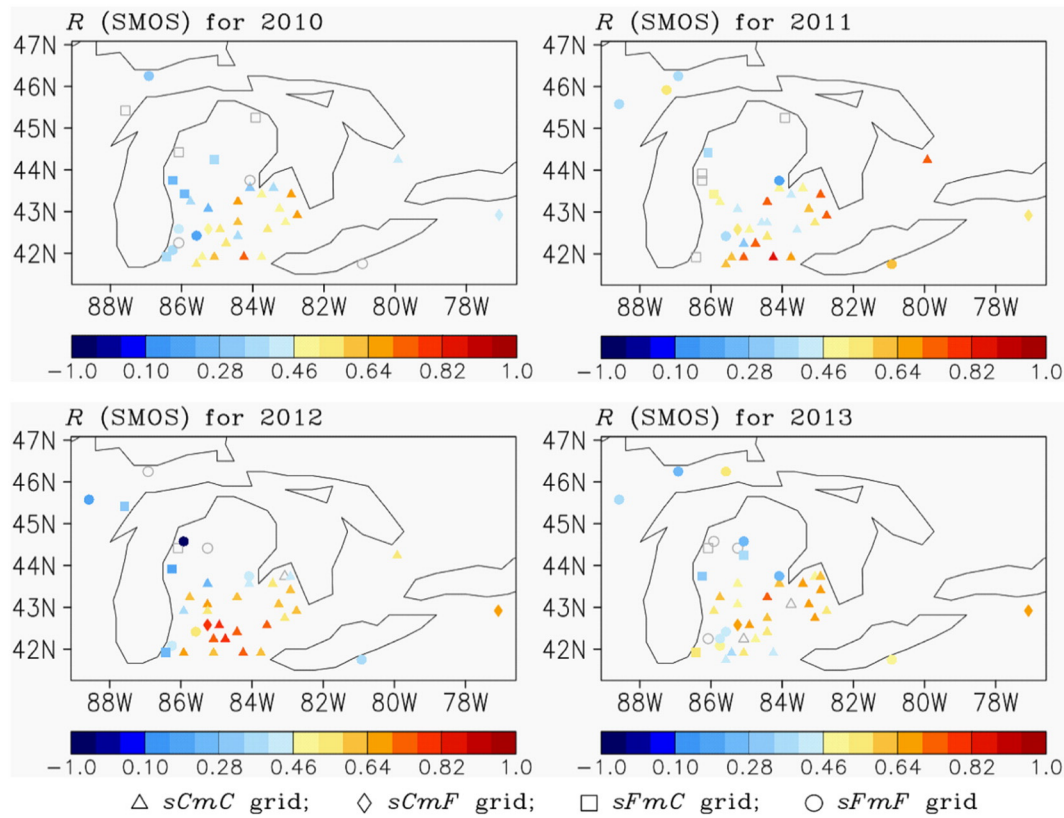 R (SMOS) for 2010
R (SMOS) for 2011
47N
46N
45N
44N
43N
42N
88W 86W 84W 82W 80W 78W
47N
46N
45N
44N
43N
42N
88W 86W 84W 82W 80W 78W
−1.0 0.10 0.28 0.46 0.64 0.82 1.0
−1.0 0.10 0.28 0.46 0.64 0.82 1.0
R (SMOS) for 2012
R (SMOS) for 2013
47N
46N
45N
44N
43N
42N
88W 86W 84W 82W 80W 78W
47N
46N
45N
44N
43N
42N
88W 86W 84W 82W 80W 78W
−1.0 0.10 0.28 0.46 0.64 0.82 1.0
−1.0 0.10 0.28 0.46 0.64 0.82 1.0
sCmC grid; sCmF grid; sFmC grid; sFmF grid